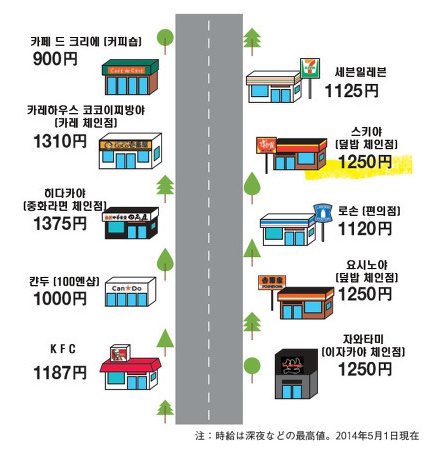 카페 드 크리에 (커피숍)
900円
세븐일레븐
1125円
카레하우스 코코이찌방야
(카레 체인점)
1310円
스키야
(덮밥 체인점)
1250円
히다카야
(중화라면 체인점)
1375円
로손 (편의점)
1120円
칸두 (100엔샵)
1000円
Can★Do
요시노야
(덮밥 체인점)
1250円
吉野家
KFC
1187円
KFC
자와타미
(이자카야 체인점)
1250円
注：時給は深夜などの最高値。2014年5月1日現在